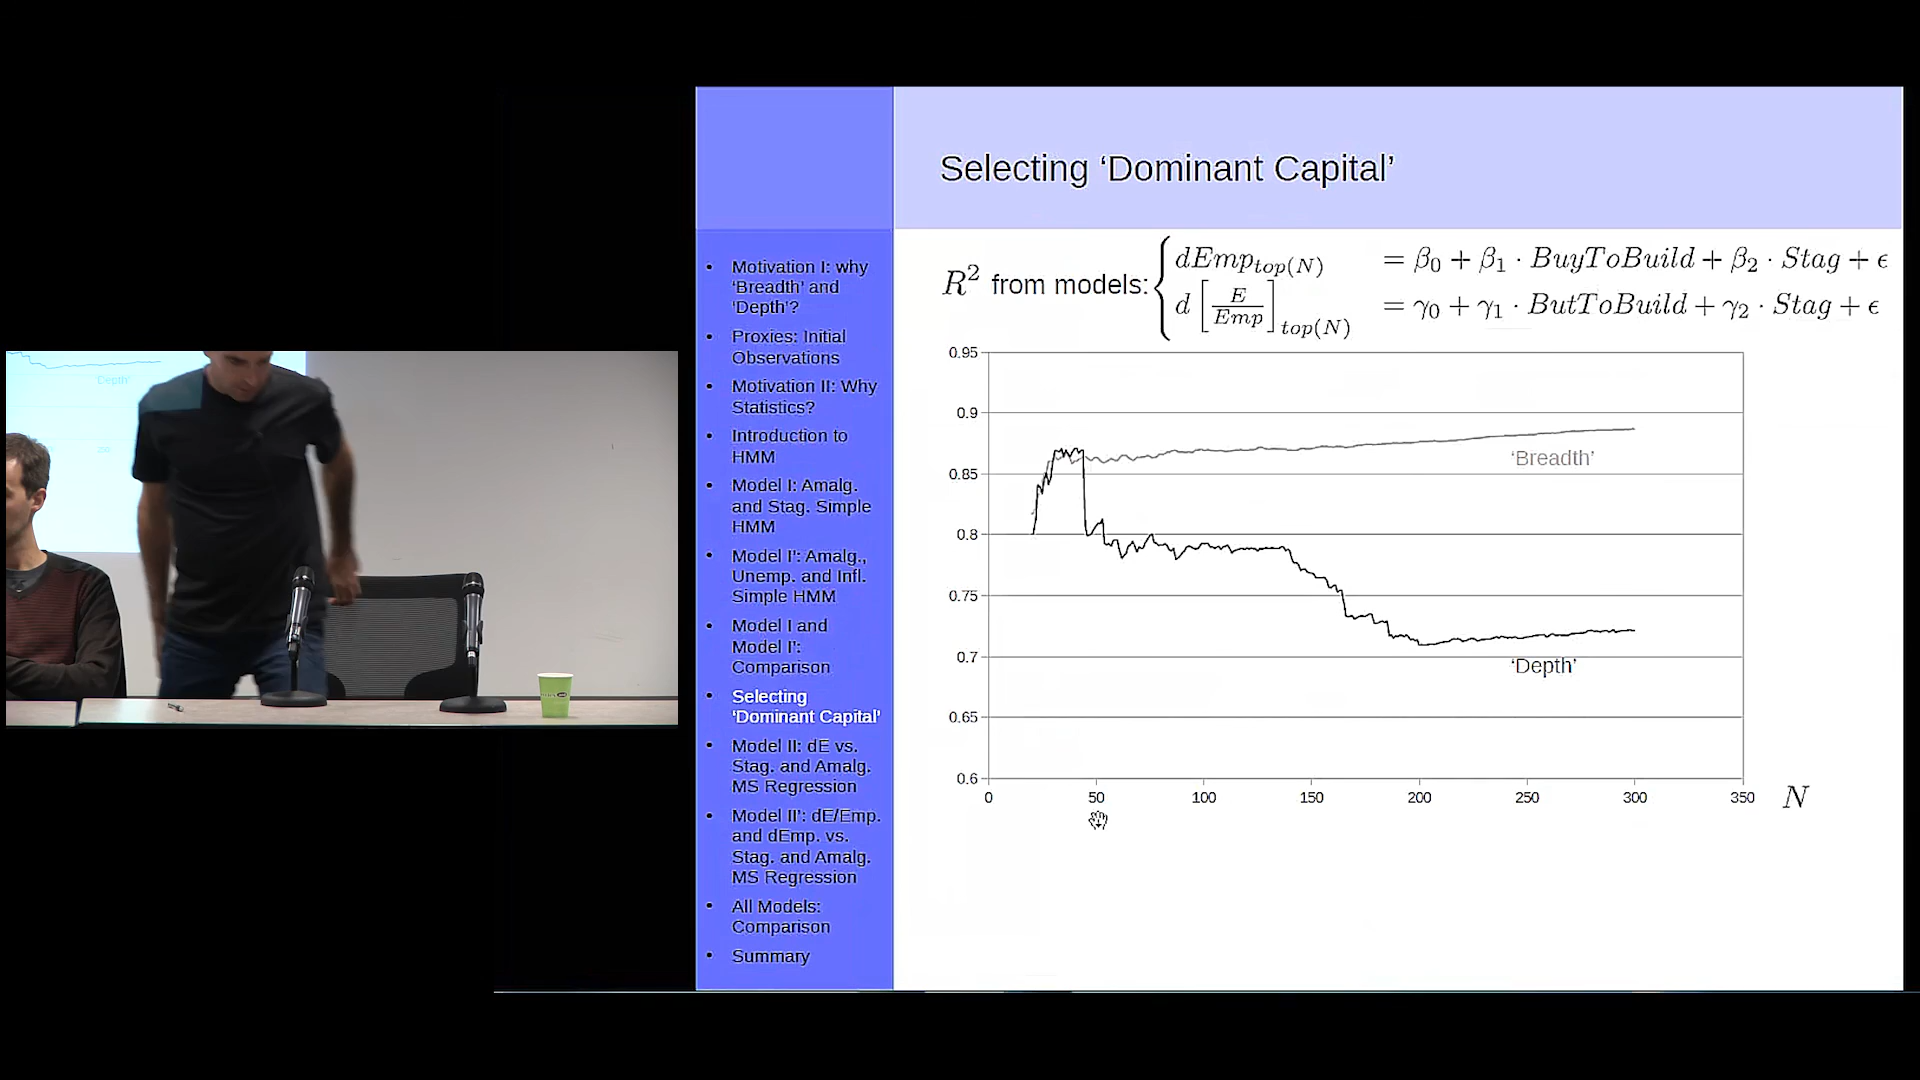 Selecting ‘Dominant Capital’
• Motivation I: why
‘Breadth’ and
‘Depth’?
• Proxies: Initial
Observations
• Motivation II: Why
Statistics?
• Introduction to
HMM
• Model I: Amalg.
and Stag. Simple
HMM
• Model I’: Amalg.,
Unemp. and Infl.
Simple HMM
• Model I and
Model I’:
Comparison
• Selecting
‘Dominant Capital’
• Model II: dE vs.
Stag. and Amalg.
MS Regression
• Model II’: dE/Emp.
and dEmp. vs.
Stag. and Amalg.
MS Regression
• All Models:
Comparison
• Summary
R² from models:
dEmp_top(N) = β₀ + β₁ · BuyToBuild + β₂ · Stag + ϵ
d[E/Emp]_top(N) = γ₀ + γ₁ · ButToBuild + γ₂ · Stag + ϵ
0.95
0.9
0.85
0.8
0.75
0.7
0.65
0.6
‘Breadth’
‘Depth’
0 50 100 150 200 250 300 350 N
Depth’
250